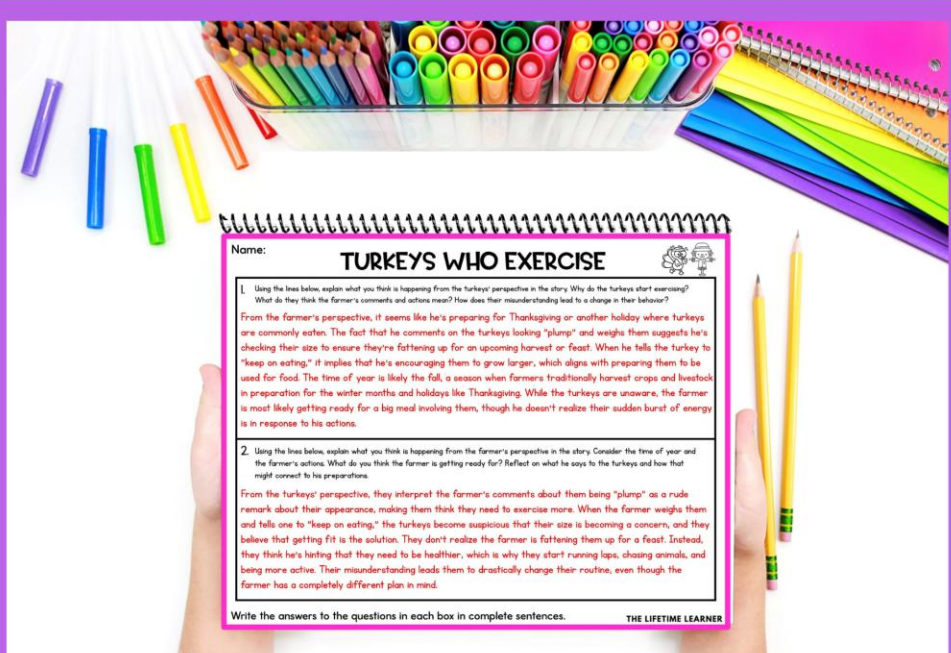 Name:
TURKEYS WHO EXERCISE
1. Using the lines below, explain what you think is happening from the turkeys' perspective in the story. Why do the turkeys start exercising?
What do they think the farmer's comments and actions mean? How does their misunderstanding lead to a change in their behavior?
From the farmer's perspective, it seems like he's preparing for Thanksgiving or another holiday where turkeys
are commonly eaten. The fact that he comments on the turkeys looking "plump" and weighs them suggests he's
checking their size to ensure they're fattening up for an upcoming harvest or feast. When he tells the turkey to
"keep on eating," it implies that he's encouraging them to grow larger, which aligns with preparing them to be
used for food. The time of year is likely the fall, a season when farmers traditionally harvest crops and livestock
in preparation for the winter months and holidays like Thanksgiving. While the turkeys are unaware, the farmer
is most likely getting ready for a big meal involving them, though he doesn't realize their sudden burst of energy
is in response to his actions.
2. Using the lines below, explain what you think is happening from the farmer's perspective in the story. Consider the time of year and
the farmer's actions. What do you think the farmer is getting ready for? Reflect on what he says to the turkeys and how that
might connect to his preparations.
From the turkeys' perspective, they interpret the farmer's comments about them being "plump" as a rude
remark about their appearance, making them think they need to exercise more. When the farmer weighs them
and tells one to "keep on eating," the turkeys become suspicious that their size is becoming a concern, and they
believe that getting fit is the solution. They don't realize the farmer is fattening them up for a feast. Instead,
they think he's hinting that they need to be healthier, which is why they start running laps, chasing animals, and
being more active. Their misunderstanding leads them to drastically change their routine, even though the
farmer has a completely different plan in mind.
Write the answers to the questions in each box in complete sentences.
THE LIFETIME LEARNER